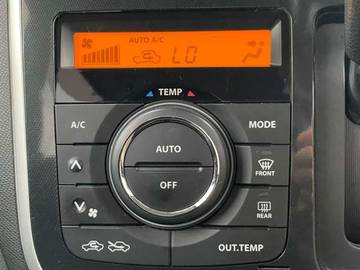 AUTO A/C
LO
TEMP
A/C
AUTO
MODE
OFF
FRONT
REAR
OUT.TEMP